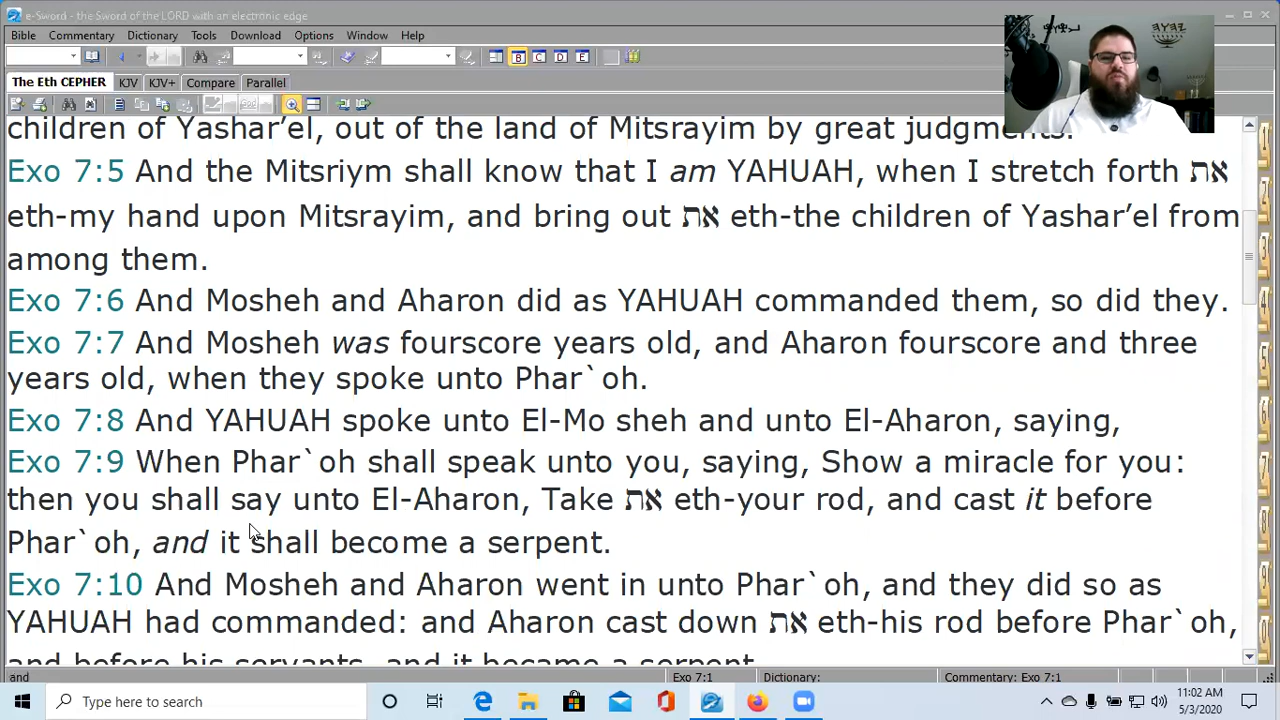 e-Sword - the Sword of the LORD with an electronic edge
Bible Commentary Dictionary Tools Download Options Window Help
B C D E
The Eth CEPHER KJV KJV+ Compare Parallel
children of Yashar’el, out of the land of Mitsrayim by great judgments.
Exo 7:5 And the Mitsriym shall know that I am YAHUAH, when I stretch forth את
eth-my hand upon Mitsrayim, and bring out את eth-the children of Yashar’el from
among them.
Exo 7:6 And Mosheh and Aharon did as YAHUAH commanded them, so did they.
Exo 7:7 And Mosheh was fourscore years old, and Aharon fourscore and three
years old, when they spoke unto Phar`oh.
Exo 7:8 And YAHUAH spoke unto El-Mo sheh and unto El-Aharon, saying,
Exo 7:9 When Phar`oh shall speak unto you, saying, Show a miracle for you:
then you shall say unto El-Aharon, Take את eth-your rod, and cast it before
Phar`oh, and it shall become a serpent.
Exo 7:10 And Mosheh and Aharon went in unto Phar`oh, and they did so as
YAHUAH had commanded: and Aharon cast down את eth-his rod before Phar`oh,
and before his servants, and it became a serpent.
and Exo 7:1 Dictionary: Commentary: Exo 7:1
Type here to search
11:02 AM
5/3/2020